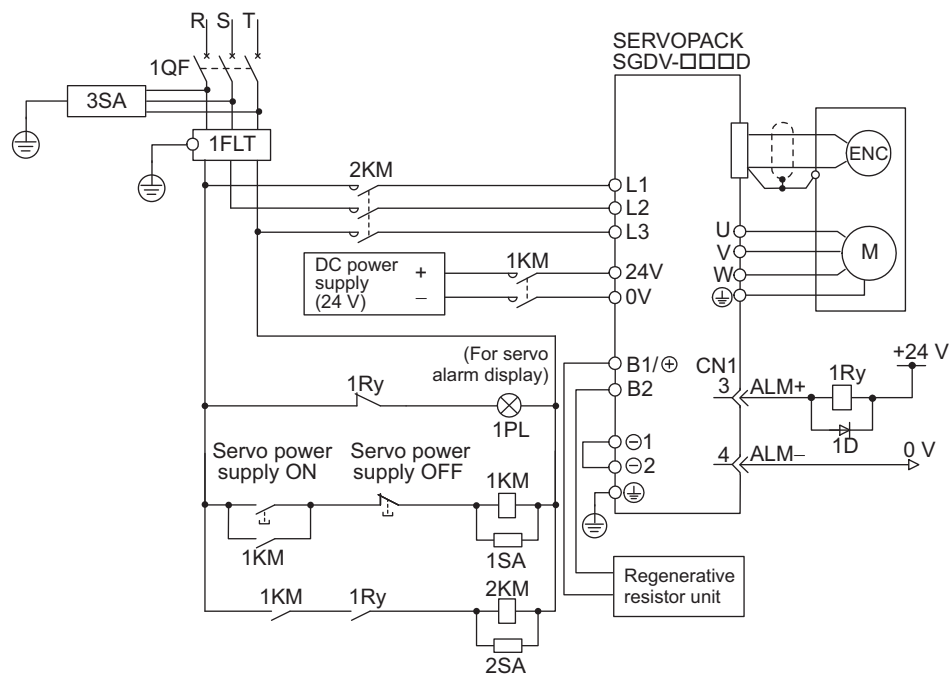 R S T
SERVOPACK
SGDV-□□□D
1QF
3SA
1FLT
ENC
2KM
L1
L2
L3
U
V
W
M
DC power
supply
(24 V)
+
−
1KM
24V
0V
(For servo
alarm display)
B1/⊕
B2
CN1
+24 V
1Ry
1PL
3
ALM+
1Ry
1D
⊖1
⊖2
4
ALM−
0 V
Servo power
supply ON
Servo power
supply OFF
1KM
1KM
1SA
Regenerative
resistor unit
1KM
1Ry
2KM
2SA